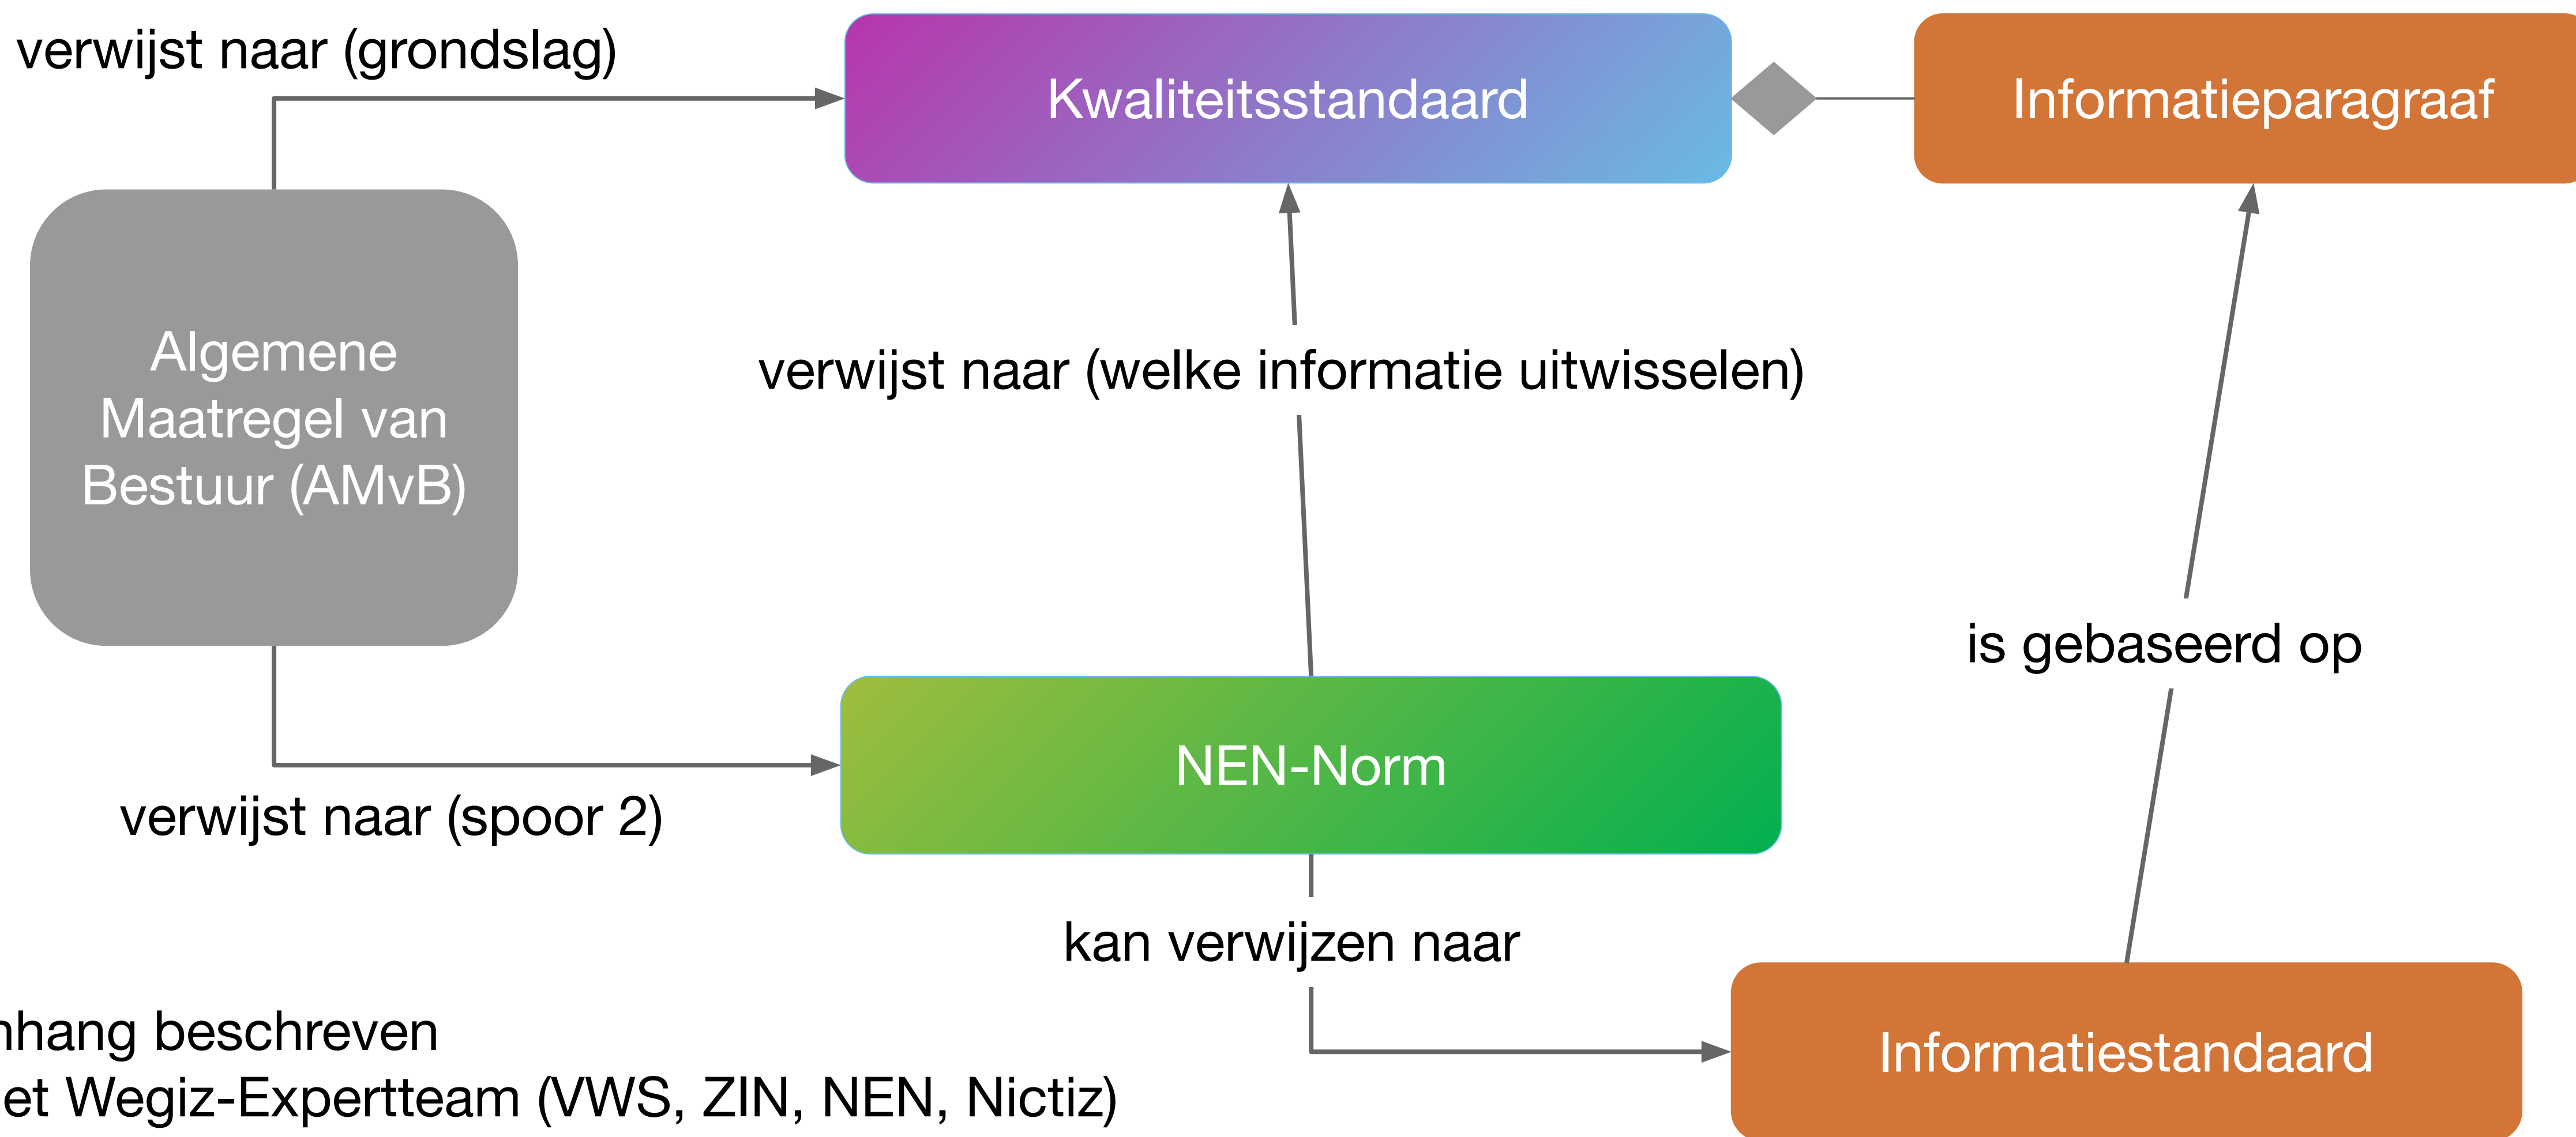 verwijst naar (grondslag)
Kwaliteitsstandaard
Informatieparagraaf
Algemene
Maatregel van
Bestuur (AMvB)
verwijst naar (welke informatie uitwisselen)
is gebaseerd op
NEN-Norm
verwijst naar (spoor 2)
kan verwijzen naar
Informatiestandaard
nhang beschreven
et Wegiz-Expertteam (VWS, ZIN, NEN, Nictiz)